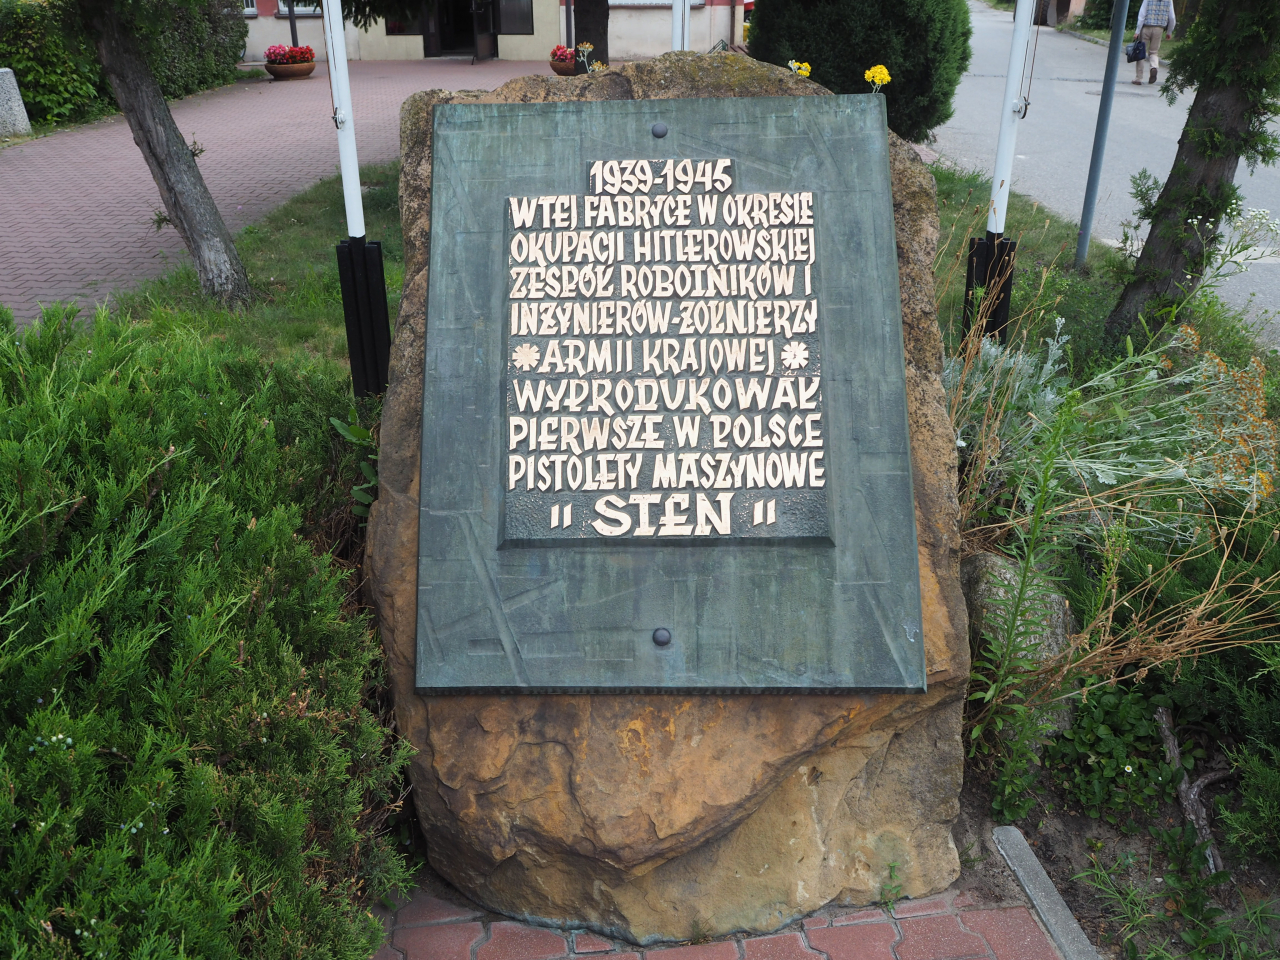 1939-1945
W TEJ FABRYCE W OKRESIE
OKUPACJI HITLEROWSKIEJ
ZESPÓŁ ROBOTNIKÓW I
INŻYNIERÓW-ŻOŁNIERZY
ARMII KRAJOWEJ
WYPRODUKOWAŁ
PIERWSZE W POLSCE
PISTOLETY MASZYNOWE
"STEN"